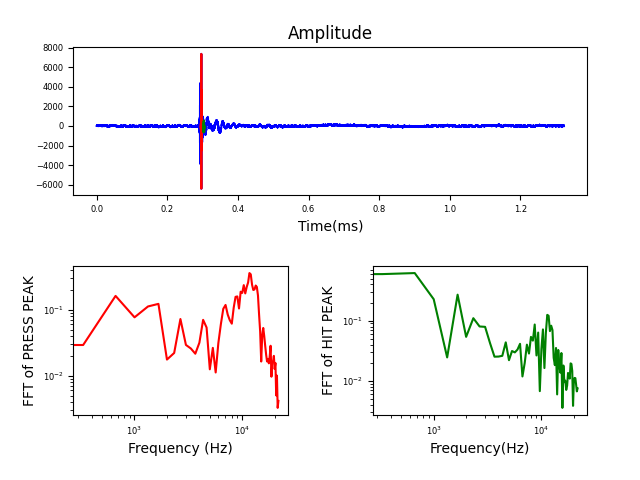 Amplitude
8000
6000
4000
2000
0
−2000
−4000
−6000
0.0 0.2 0.4 0.6 0.8 1.0 1.2
Time(ms)
FFT of PRESS PEAK
10⁻¹
10⁻²
10³ 10⁴
Frequency (Hz)
FFT of HIT PEAK
10⁻¹
10⁻²
10³ 10⁴
Frequency(Hz)